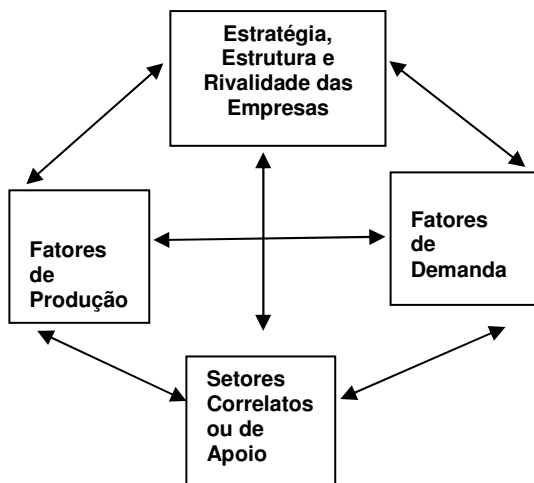 Estratégia,
Estrutura e
Rivalidade das
Empresas
Fatores
de
Produção
Fatores
de
Demanda
Setores
Correlatos
ou de
Apoio